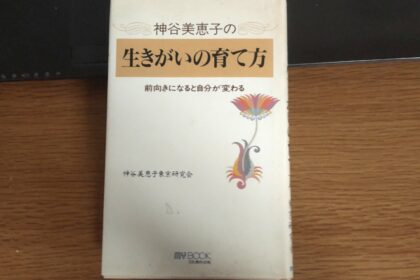 神谷美恵子の
生きがいの育て方
前向きになると自分が変わる
神谷美恵子東京研究会
BOOK